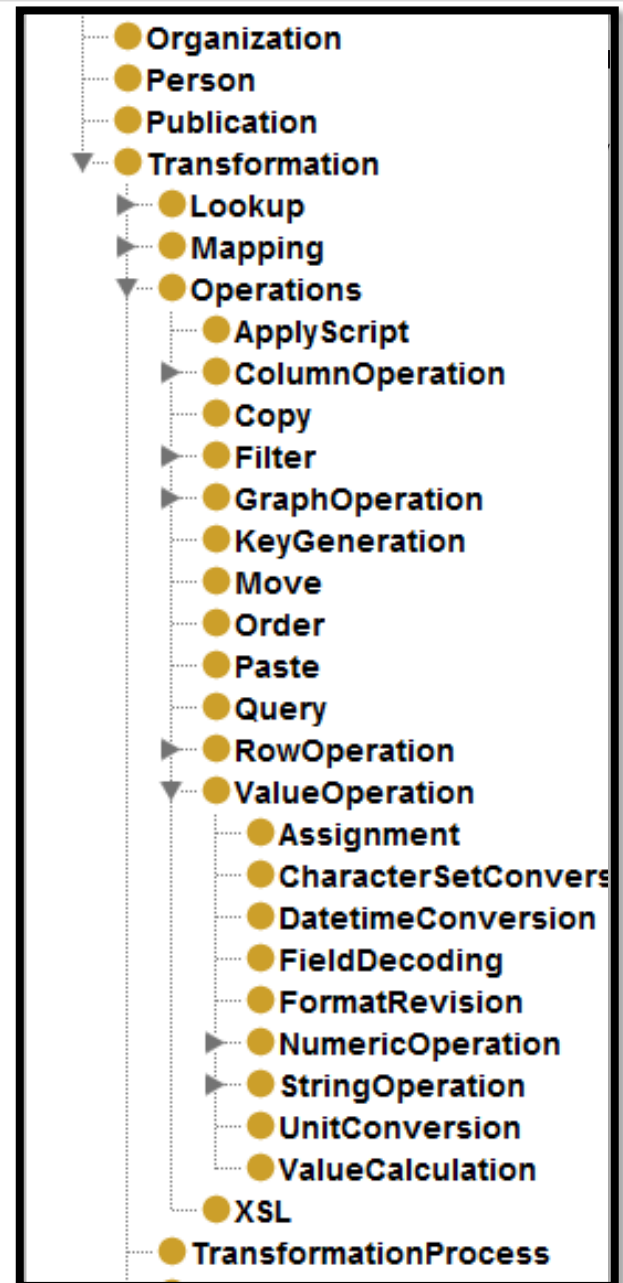 Organization
Person
Publication
Transformation
Lookup
Mapping
Operations
ApplyScript
ColumnOperation
Copy
Filter
GraphOperation
KeyGeneration
Move
Order
Paste
Query
RowOperation
ValueOperation
Assignment
CharacterSetConvers
DatetimeConversion
FieldDecoding
FormatRevision
NumericOperation
StringOperation
UnitConversion
ValueCalculation
XSL
TransformationProcess